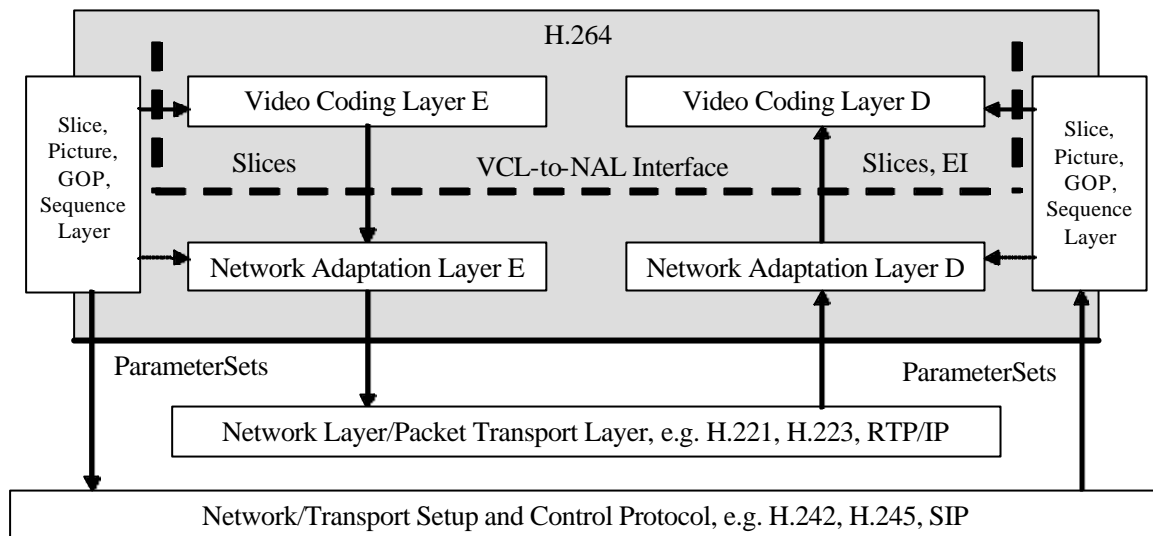 H.264
Video Coding Layer E
Video Coding Layer D
Slice,
Picture,
GOP,
Sequence
Layer
Slice,
Picture,
GOP,
Sequence
Layer
Slices
VCL-to-NAL Interface
Slices, EI
Network Adaptation Layer E
Network Adaptation Layer D
ParameterSets
ParameterSets
Network Layer/Packet Transport Layer, e.g. H.221, H.223, RTP/IP
Network/Transport Setup and Control Protocol, e.g. H.242, H.245, SIP